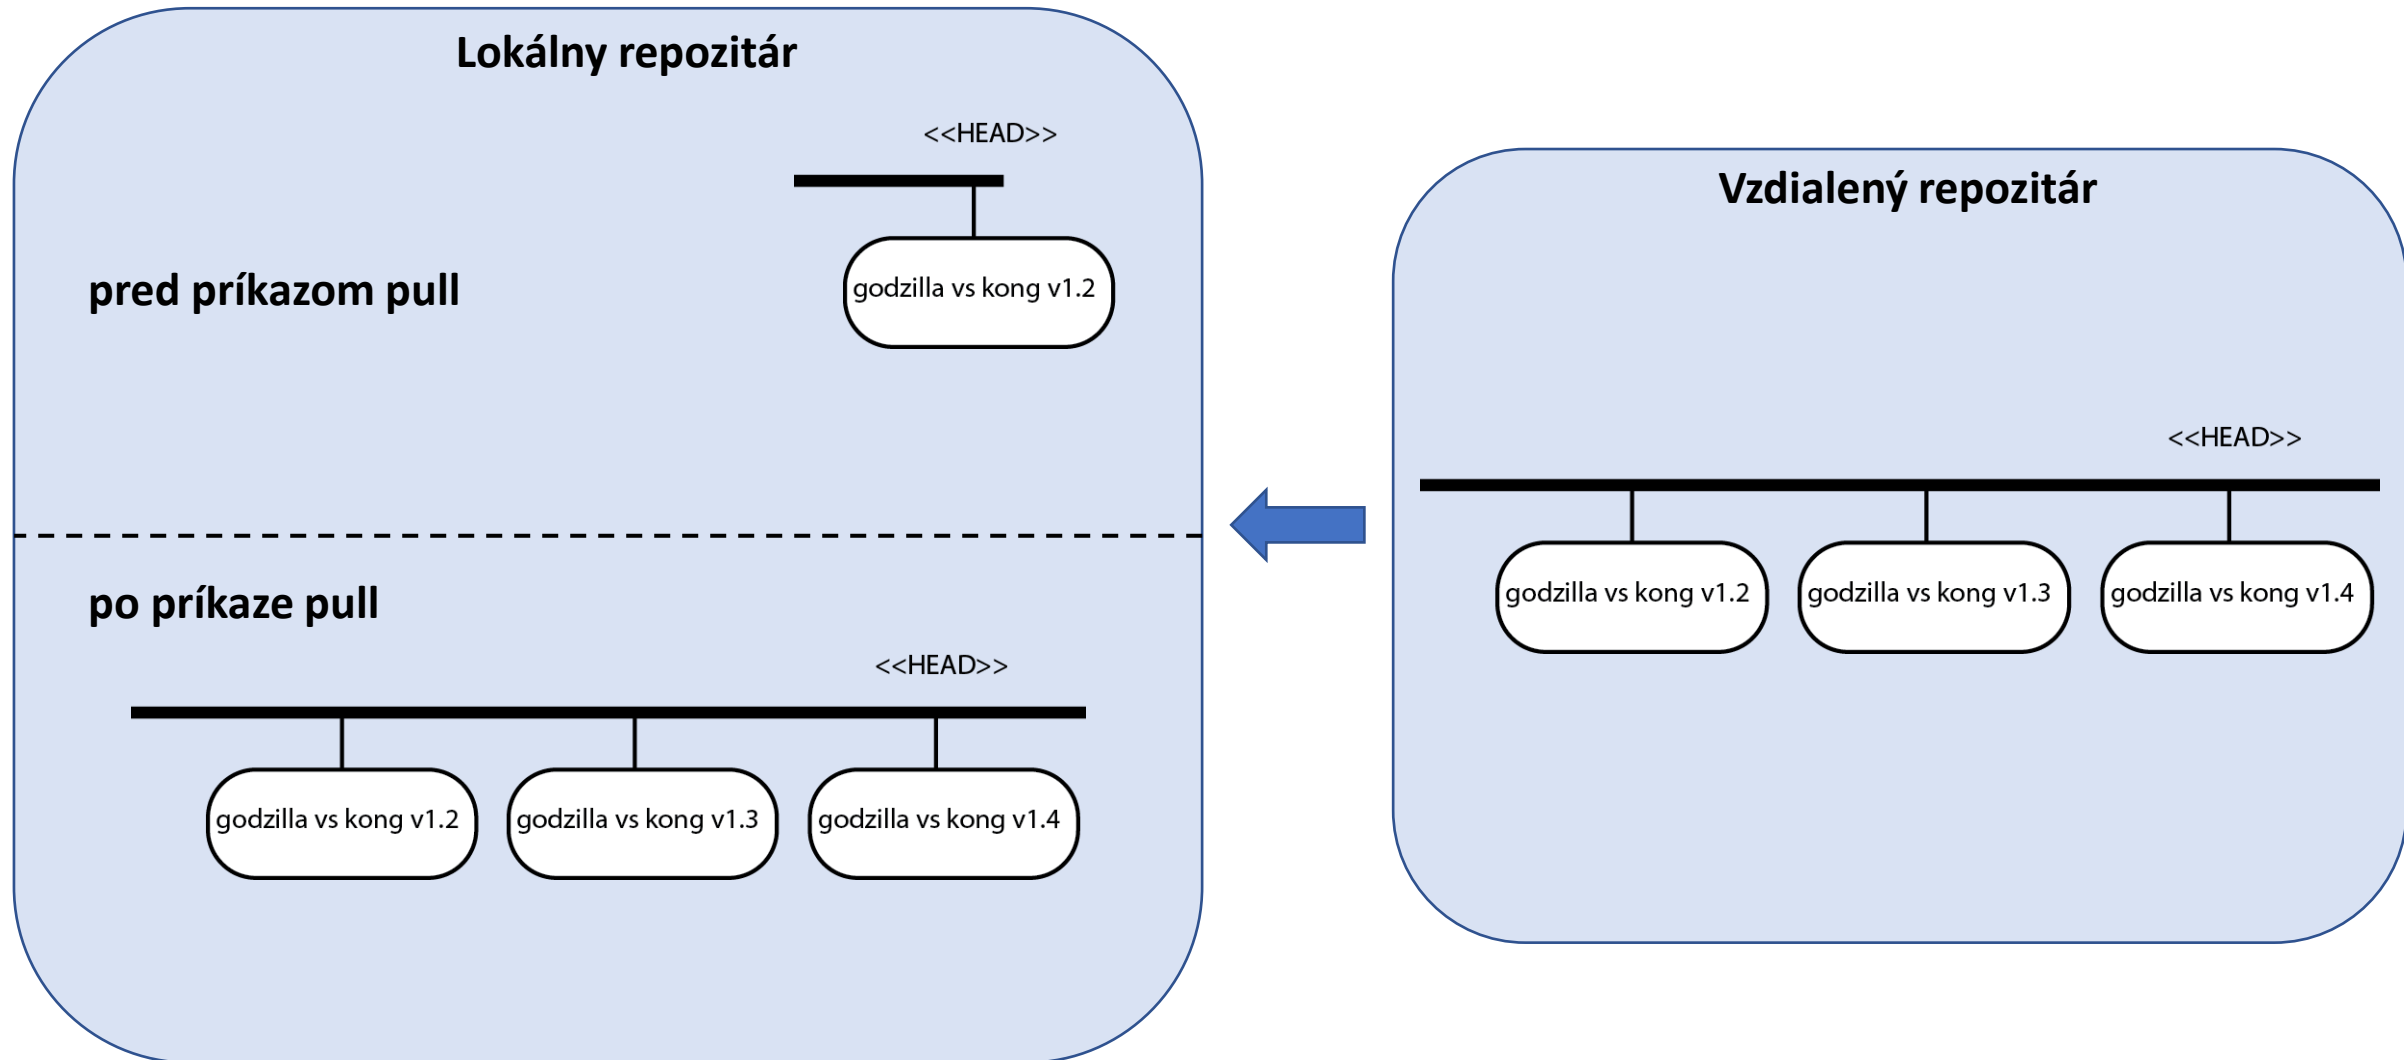 Lokálny repozitár
<<HEAD>>
godzilla vs kong v1.2
pred príkazom pull
po príkaze pull
<<HEAD>>
godzilla vs kong v1.2
godzilla vs kong v1.3
godzilla vs kong v1.4
Vzdialený repozitár
<<HEAD>>
godzilla vs kong v1.2
godzilla vs kong v1.3
godzilla vs kong v1.4